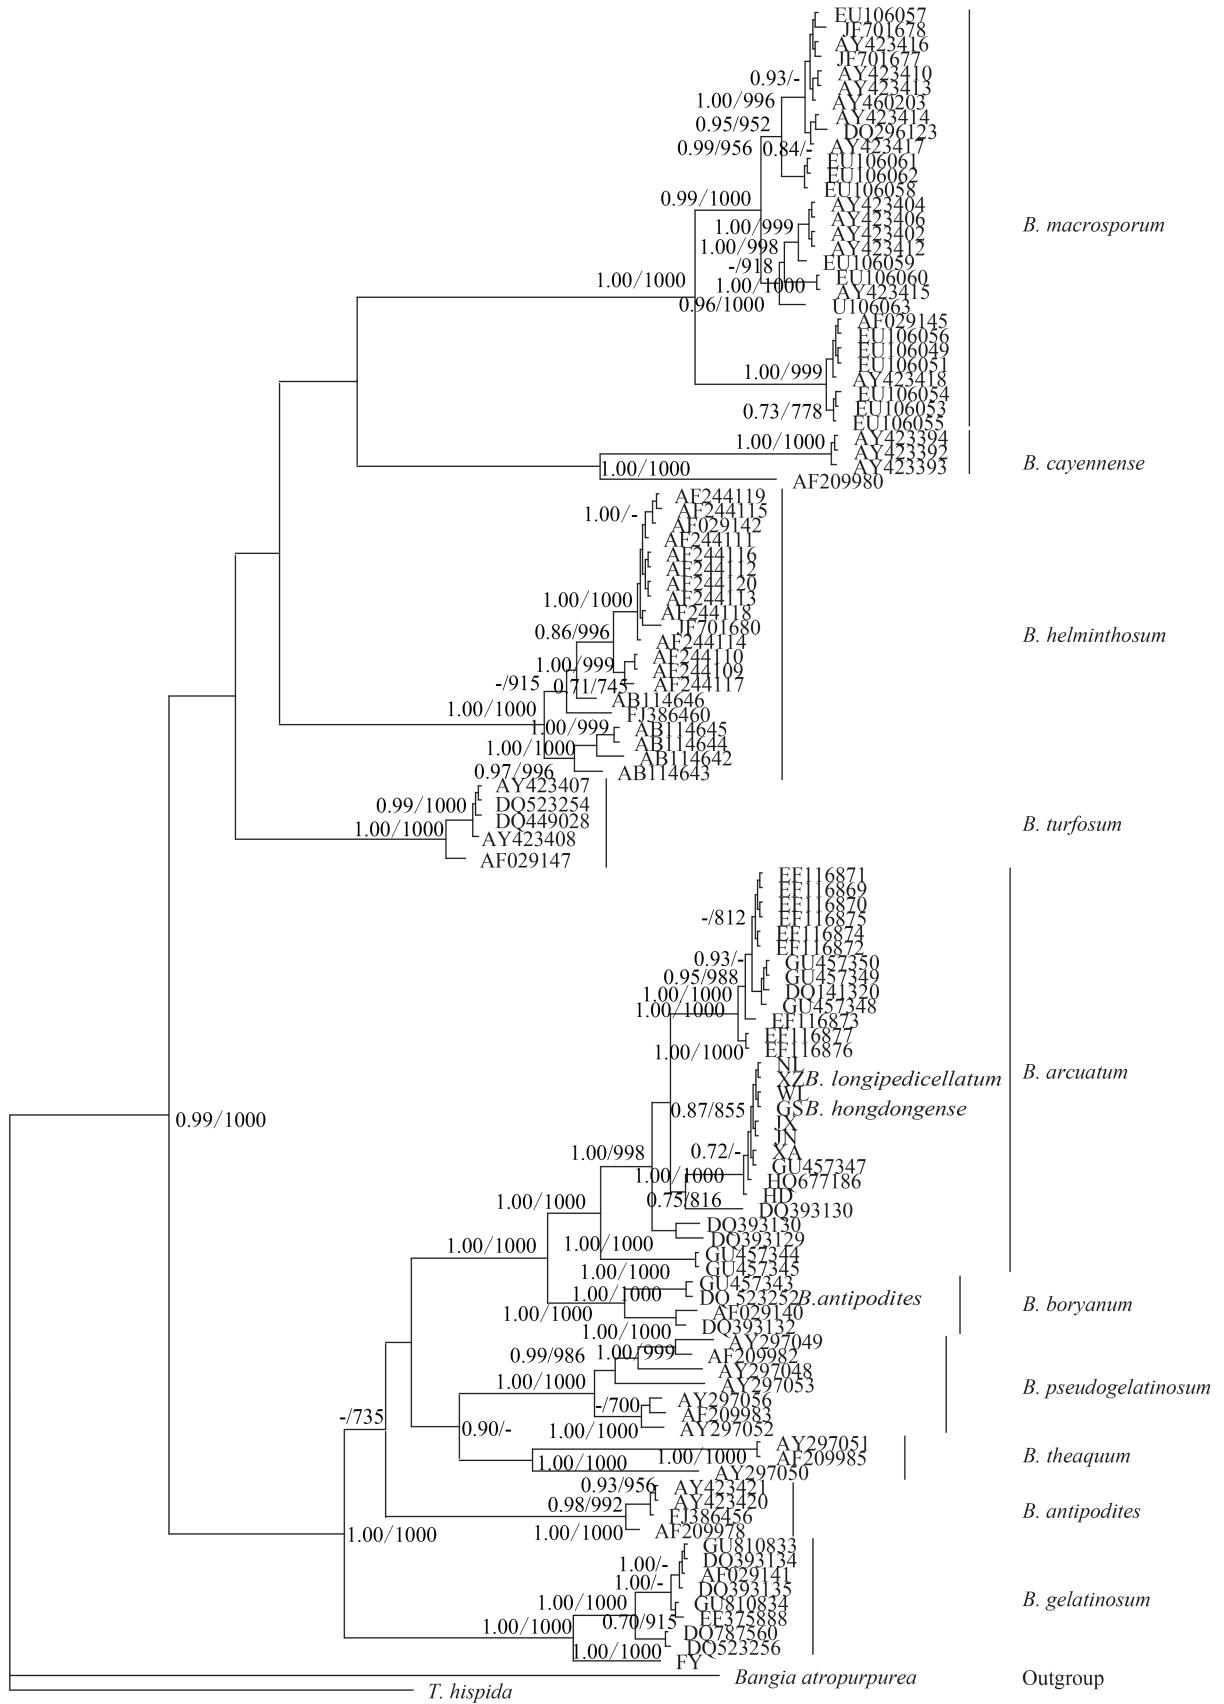 EU106057
JF701678
AY423416
JF701677
AY423410
0.93/-
AY423413
1.00/996
AY460203
AY423414
0.95/952
DQ296123
0.99/956
0.84/-
AY423417
EU106061
EU106062
EU106058
0.99/1000
AY423404
AY423406
1.00/999
AY423402
1.00/998
AY423412
B. macrosporum
-/918
EU106059
1.00/1000
EU106060
1.00/1000
AY423415
0.96/1000
U106063
AF029145
EU106056
EU106049
EU106051
1.00/999
AY423418
EU106054
0.73/778
EU106053
EU106055
1.00/1000
AY423394
AY423392
1.00/1000
AY423393
B. cayennense
AF209980
AF244119
1.00/-
AF244115
AF029142
AF244111
AF244116
AF244112
AF244120
1.00/1000
AF244113
AF244118
0.86/996
JF701680
B. helminthosum
AF244114
1.00/999
AF244110
AF244109
-/915
0.71/745
AF244117
AB114646
1.00/1000
FJ386460
1.00/999
AB114645
1.00/1000
AB114644
AB114642
0.97/996
AB114643
AY423407
0.99/1000
DQ523254
1.00/1000
DQ449028
B. turfosum
AY423408
AF029147
EF116871
EF116869
EF116870
-/812
EF116875
EF116874
EF116872
0.93/-
GU457350
0.95/988
GU457349
1.00/1000
DQ141320
1.00/1000
GU457348
EF116873
EF116877
1.00/1000
EF116876
NL
B. arcuatum
XZB. longipedicellatum
WL
0.87/855
GSB. hongdongense
0.99/1000
JX
JN
0.72/-
XA
1.00/998
GU457347
1.00/1000
HQ677186
0.75/816
HD
1.00/1000
DQ393130
DQ393130
1.00/1000
1.00/1000
DQ393129
GU457344
1.00/1000
GU457345
GU457343
1.00/1000
DQ 523252B.antipodites
1.00/1000
AF029140
B. boryanum
1.00/1000
DQ393132
AY297049
0.99/986
1.00/999
AF209982
AY297048
1.00/1000
AY297053
B. pseudogelatinosum
-/700
AY297056
-/735
AF209983
0.90/-
1.00/1000
AY297052
AY297051
1.00/1000
AF209985
B. theaquum
1.00/1000
AY297050
0.93/956
AY423421
0.98/992
AY423420
B. antipodites
FJ386456
1.00/1000
1.00/1000
AF209978
GU810833
1.00/-
DQ393134
1.00/-
AF029141
DQ393135
1.00/1000
GU810834
B. gelatinosum
0.70/915
EF375888
1.00/1000
DQ787560
1.00/1000
DQ523256
FY
Bangia atropurpurea
Outgroup
T. hispida